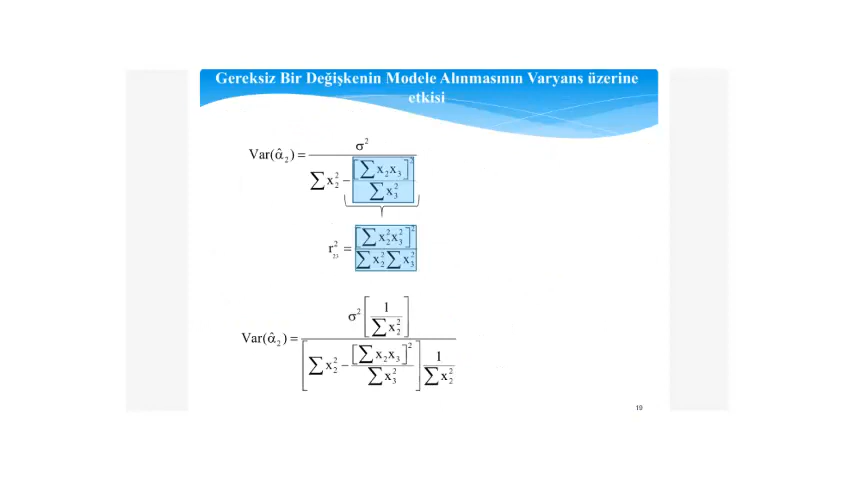 Gereksiz Bir Değişkenin Modele Alınmasının Varyans üzerine
etkisi
Var(α̂₂) = σ² / (∑x₂² − [∑x₂x₃]² / ∑x₃²)
r₂₃² = [∑x₂²x₃²]² / (∑x₂²∑x₃²)
Var(α̂₂) = σ² [1 / ∑x₂²] / ([∑x₂² − [∑x₂x₃]² / ∑x₃²] 1 / ∑x₂²)
19